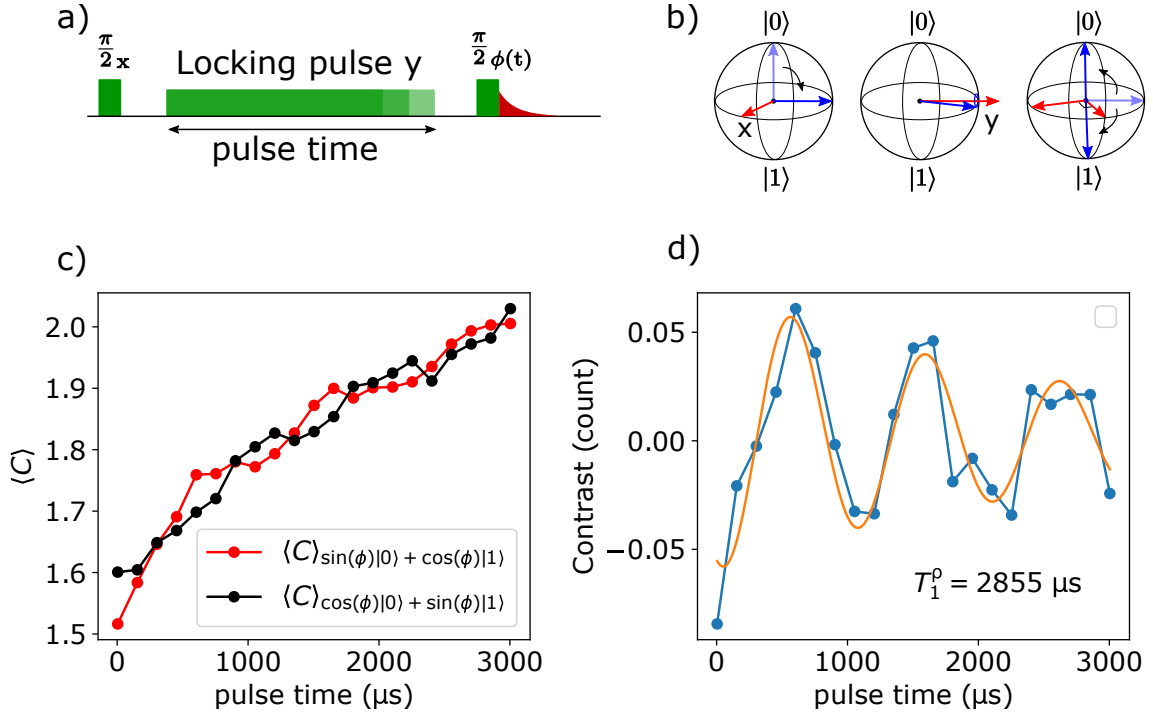 a)
π/2 x
Locking pulse y
π/2 ϕ(t)
pulse time
b)
|0⟩ |0⟩ |0⟩
x y
|1⟩ |1⟩ |1⟩
c)
⟨C⟩
2.0
1.9
1.8
1.7
1.6
1.5
⟨C⟩sin(ϕ)|0⟩ + cos(ϕ)|1⟩
⟨C⟩cos(ϕ)|0⟩ + sin(ϕ)|1⟩
0 1000 2000 3000
pulse time (μs)
d)
Contrast (count)
0.05
0.00
−0.05
T₁ᵖ = 2855 μs
0 1000 2000 3000
pulse time (μs)